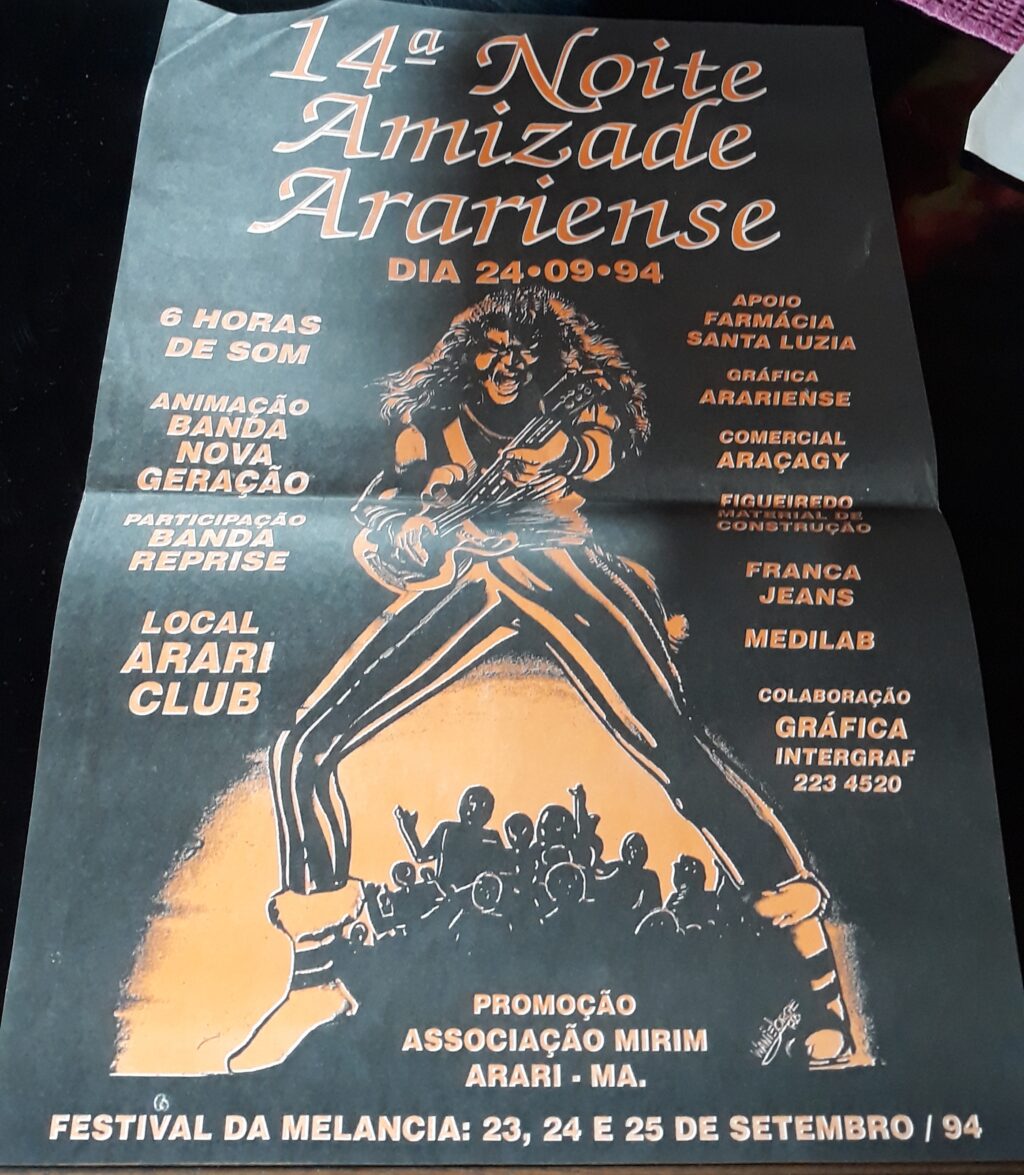 14ª Noite
Amizade
Arariense
DIA 24•09•94
6 HORAS
DE SOM
ANIMAÇÃO
BANDA
NOVA
GERAÇÃO
PARTICIPAÇÃO
BANDA
REPRISE
LOCAL
ARARI
CLUB
APOIO
FARMÁCIA
SANTA LUZIA
GRÁFICA
ARARIENSE
COMERCIAL
ARAÇAGY
FIGUEIREDO
MATERIAL DE
CONSTRUÇÃO
FRANCA
JEANS
MEDILAB
COLABORAÇÃO
GRÁFICA
INTERGRAF
223 4520
PROMOÇÃO
ASSOCIAÇÃO MIRIM
ARARI - MA.
FESTIVAL DA MELANCIA: 23, 24 E 25 DE SETEMBRO / 94